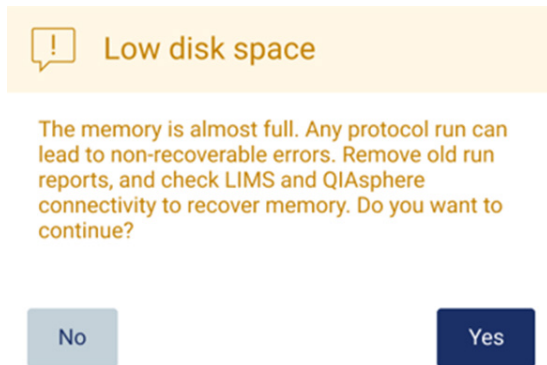 !
Low disk space
The memory is almost full. Any protocol run can
lead to non-recoverable errors. Remove old run
reports, and check LIMS and QIAsphere
connectivity to recover memory. Do you want to
continue?
No
Yes